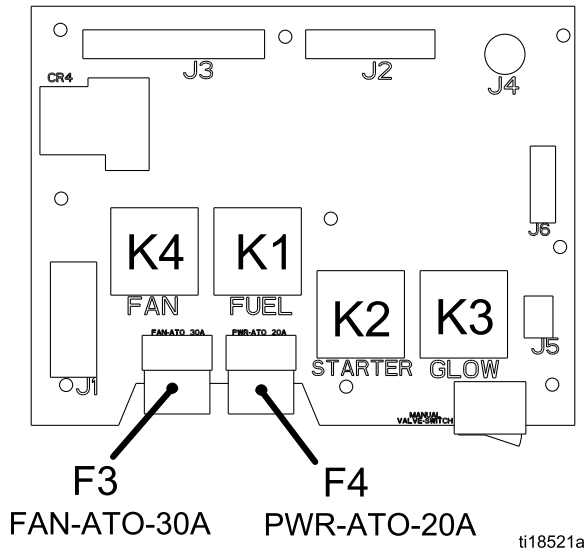 J3
J2
J4
CR4
J6
K4
K1
FAN
FUEL
K2
K3
J5
FAN-ATO 30A
PWR-ATO 20A
STARTER
GLOW
J1
MANUAL
VALVE-SWITCH
F3
F4
FAN-ATO-30A
PWR-ATO-20A
ti18521a